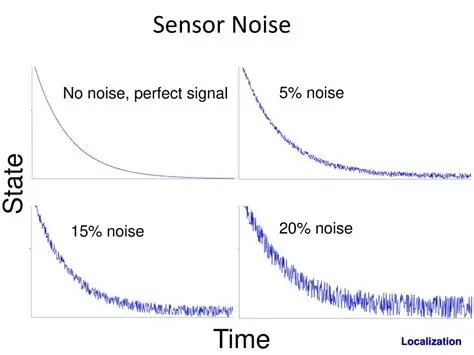 Sensor Noise
No noise, perfect signal
5% noise
State
15% noise
20% noise
Time
Localization